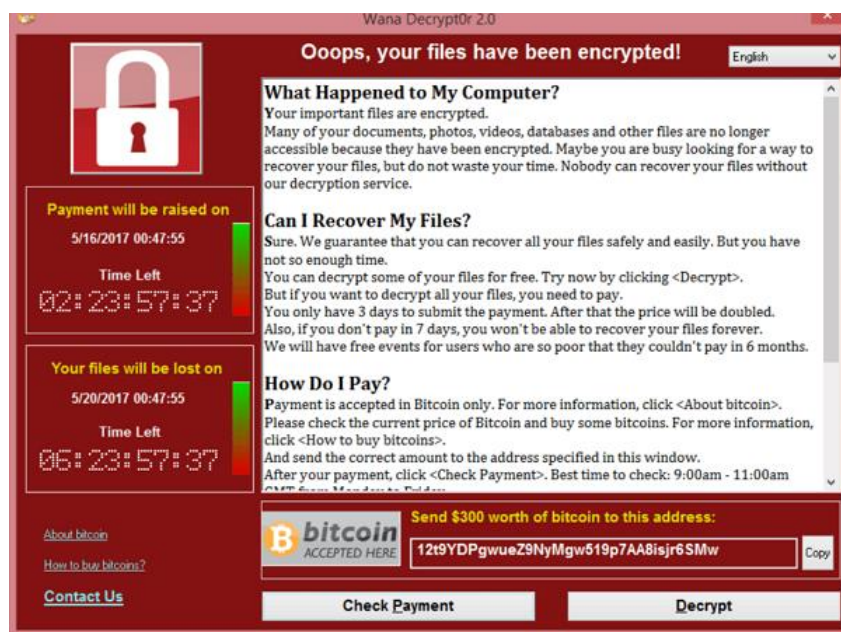 Wana Decrypt0r 2.0
Ooops, your files have been encrypted!
English
What Happened to My Computer?
Your important files are encrypted.
Many of your documents, photos, videos, databases and other files are no longer
accessible because they have been encrypted. Maybe you are busy looking for a way to
recover your files, but do not waste your time. Nobody can recover your files without
our decryption service.
Can I Recover My Files?
Sure. We guarantee that you can recover all your files safely and easily. But you have
not so enough time.
You can decrypt some of your files for free. Try now by clicking <Decrypt>.
But if you want to decrypt all your files, you need to pay.
You only have 3 days to submit the payment. After that the price will be doubled.
Also, if you don't pay in 7 days, you won't be able to recover your files forever.
We will have free events for users who are so poor that they couldn't pay in 6 months.
How Do I Pay?
Payment is accepted in Bitcoin only. For more information, click <About bitcoin>.
Please check the current price of Bitcoin and buy some bitcoins. For more information,
click <How to buy bitcoins>.
And send the correct amount to the address specified in this window.
After your payment, click <Check Payment>. Best time to check: 9:00am - 11:00am
GMT from Monday to Friday
Payment will be raised on
5/16/2017 00:47:55
Time Left
02:23:57:37
Your files will be lost on
5/20/2017 00:47:55
Time Left
06:23:57:37
About bitcoin
How to buy bitcoins?
Contact Us
bitcoin
ACCEPTED HERE
Send $300 worth of bitcoin to this address:
12t9YDPgwueZ9NyMgw519p7AA8isjr6SMw
Copy
Check Payment
Decrypt